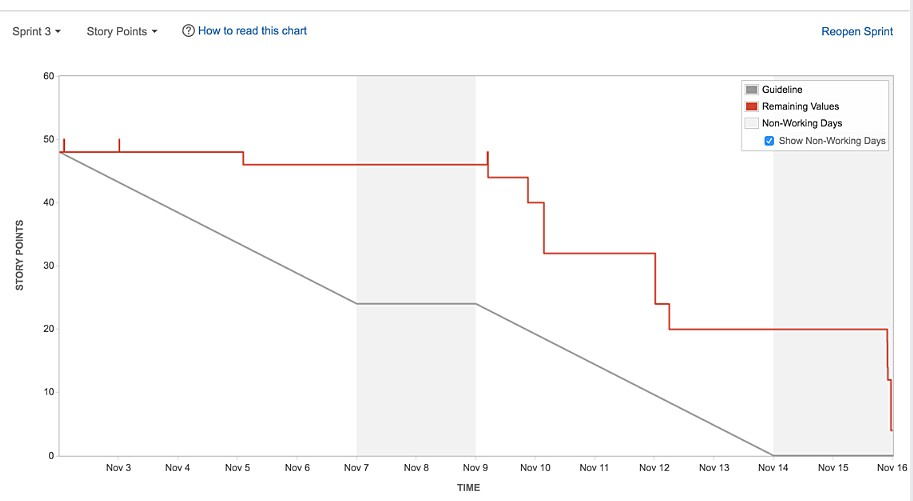 Sprint 3 Story Points How to read this chart Reopen Sprint
60
Guideline
Remaining Values
Non-Working Days
Show Non-Working Days
50
40
30
20
10
0
STORY POINTS
Nov 3 Nov 4 Nov 5 Nov 6 Nov 7 Nov 8 Nov 9 Nov 10 Nov 11 Nov 12 Nov 13 Nov 14 Nov 15 Nov 16
TIME